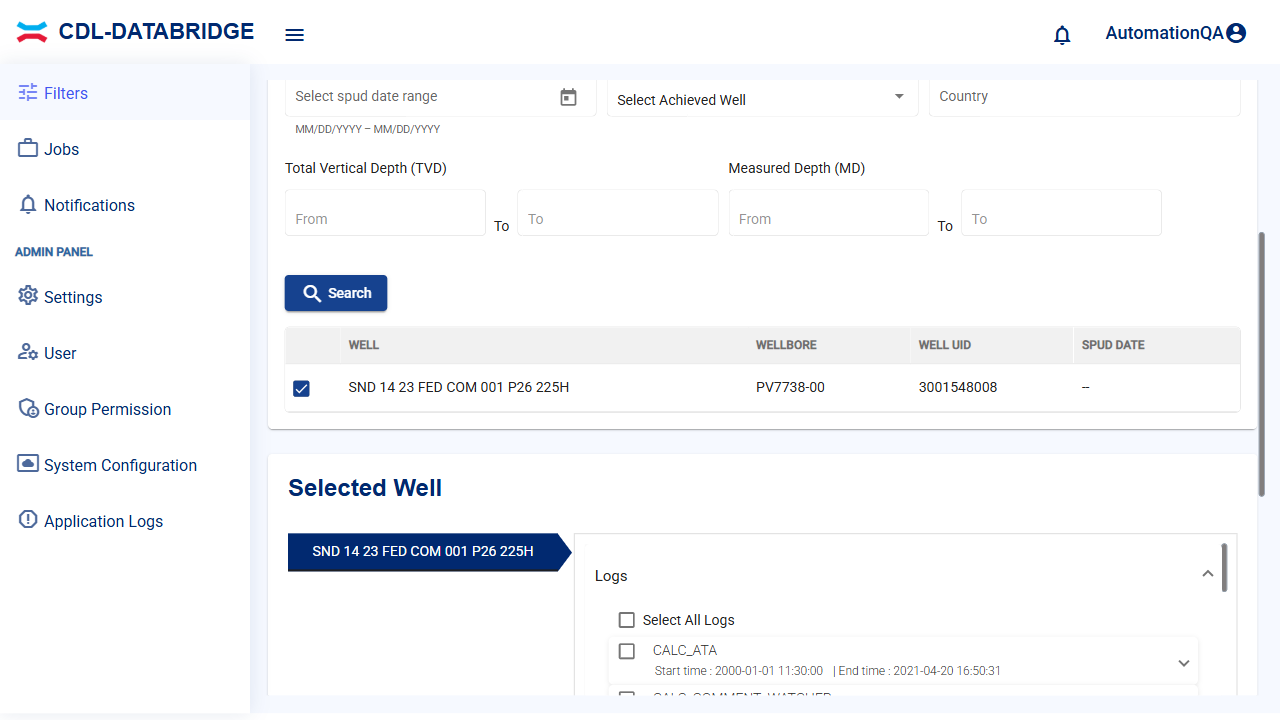 CDL-DATABRIDGE
AutomationQA
Filters
Jobs
Notifications
ADMIN PANEL
Settings
User
Group Permission
System Configuration
Application Logs
Select spud date range
Select Achieved Well
Country
MM/DD/YYYY – MM/DD/YYYY
Total Vertical Depth (TVD)
Measured Depth (MD)
From To To From To To
Search
WELL WELLBORE WELL UID SPUD DATE
SND 14 23 FED COM 001 P26 225H PV7738-00 3001548008 --
Selected Well
SND 14 23 FED COM 001 P26 225H
Logs
Select All Logs
CALC_ATA
Start time : 2000-01-01 11:30:00 | End time : 2021-04-20 16:50:31
CALC_COMMENT_WATCHER